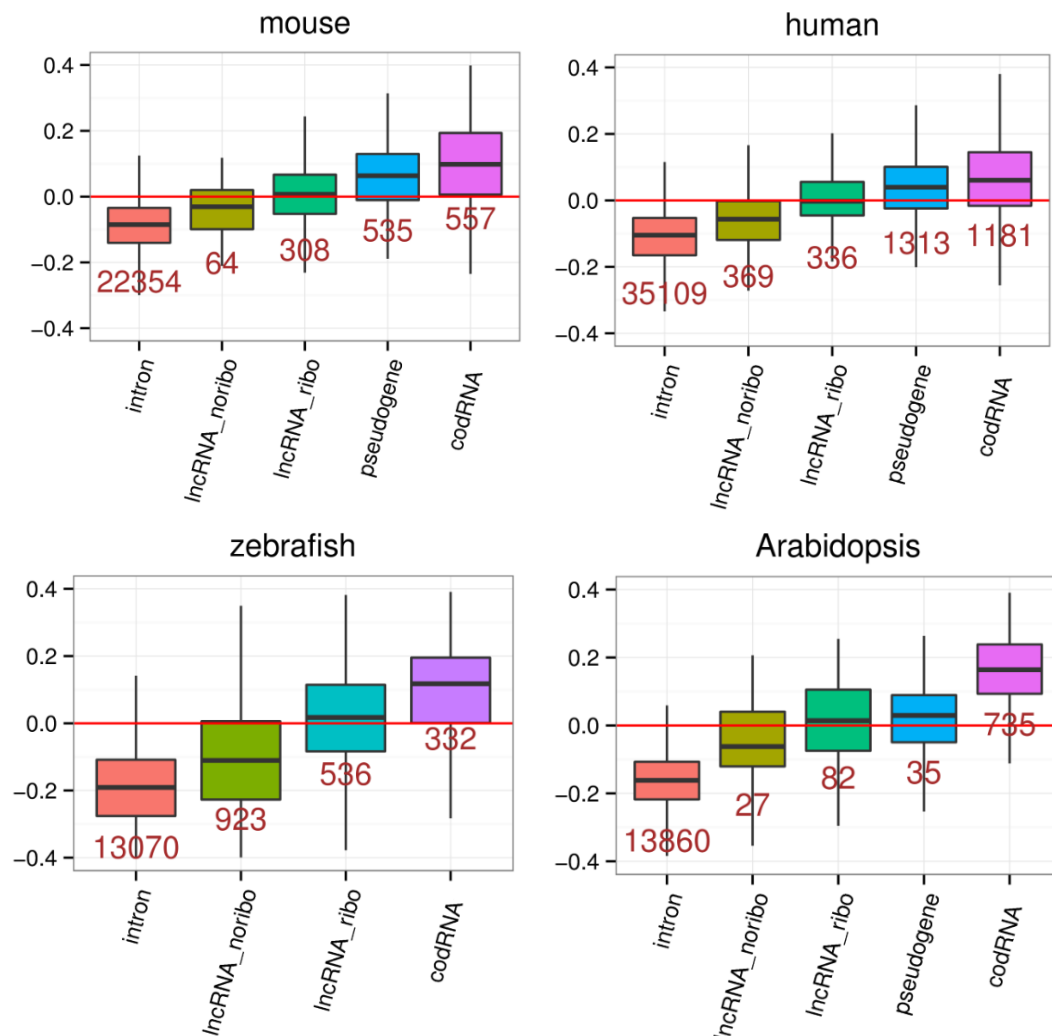 mouse
0.4
0.2
0.0
−0.2
−0.4
22354
64
308
535
557
intron
lncRNA_noribo
lncRNA_ribo
pseudogene
codRNA
human
0.4
0.2
0.0
−0.2
−0.4
35109
369
336
1313
1181
intron
lncRNA_noribo
lncRNA_ribo
pseudogene
codRNA
zebrafish
0.4
0.2
0.0
−0.2
−0.4
13070
923
536
332
intron
lncRNA_noribo
lncRNA_ribo
codRNA
Arabidopsis
0.4
0.2
0.0
−0.2
−0.4
13860
27
82
35
735
intron
lncRNA_noribo
lncRNA_ribo
pseudogene
codRNA